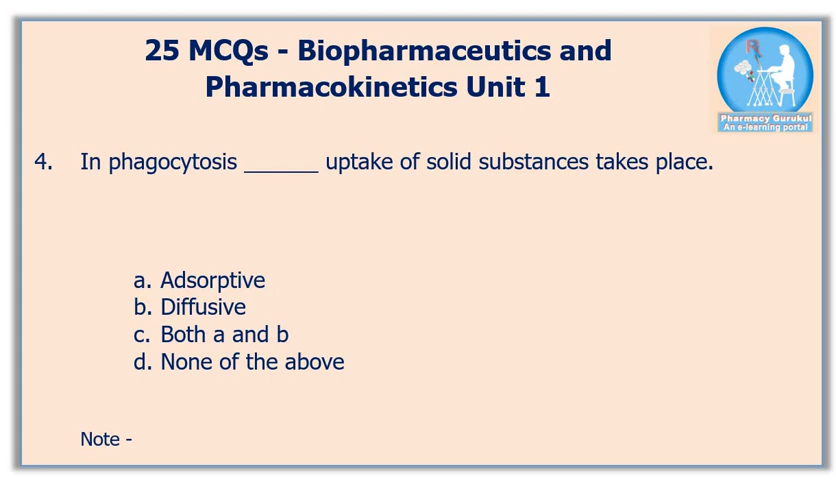 25 MCQs - Biopharmaceutics and
Pharmacokinetics Unit 1
Rx
Pharmacy Gurukul
An e-learning portal
4. In phagocytosis ______ uptake of solid substances takes place.
a. Adsorptive
b. Diffusive
c. Both a and b
d. None of the above
Note -